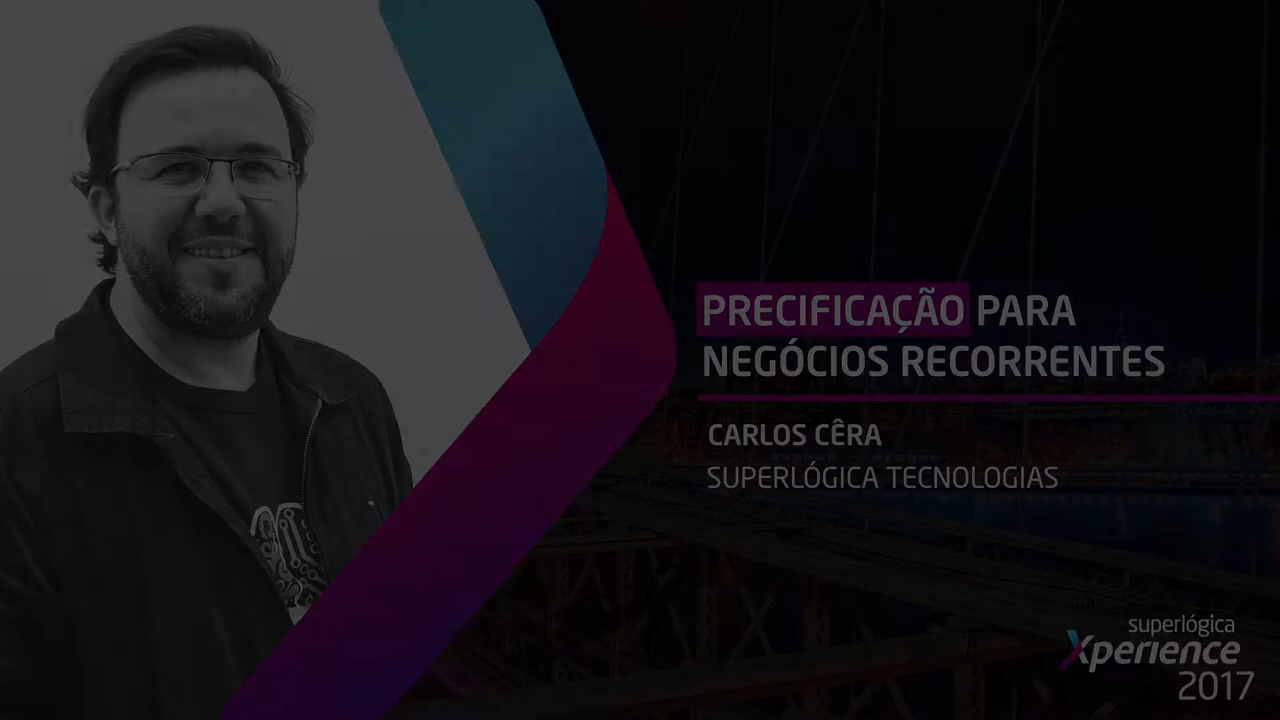 PRECIFICAÇÃO PARA
NEGÓCIOS RECORRENTES
CARLOS CÊRA
SUPERLÓGICA TECNOLOGIAS
superlógica
Xperience
2017